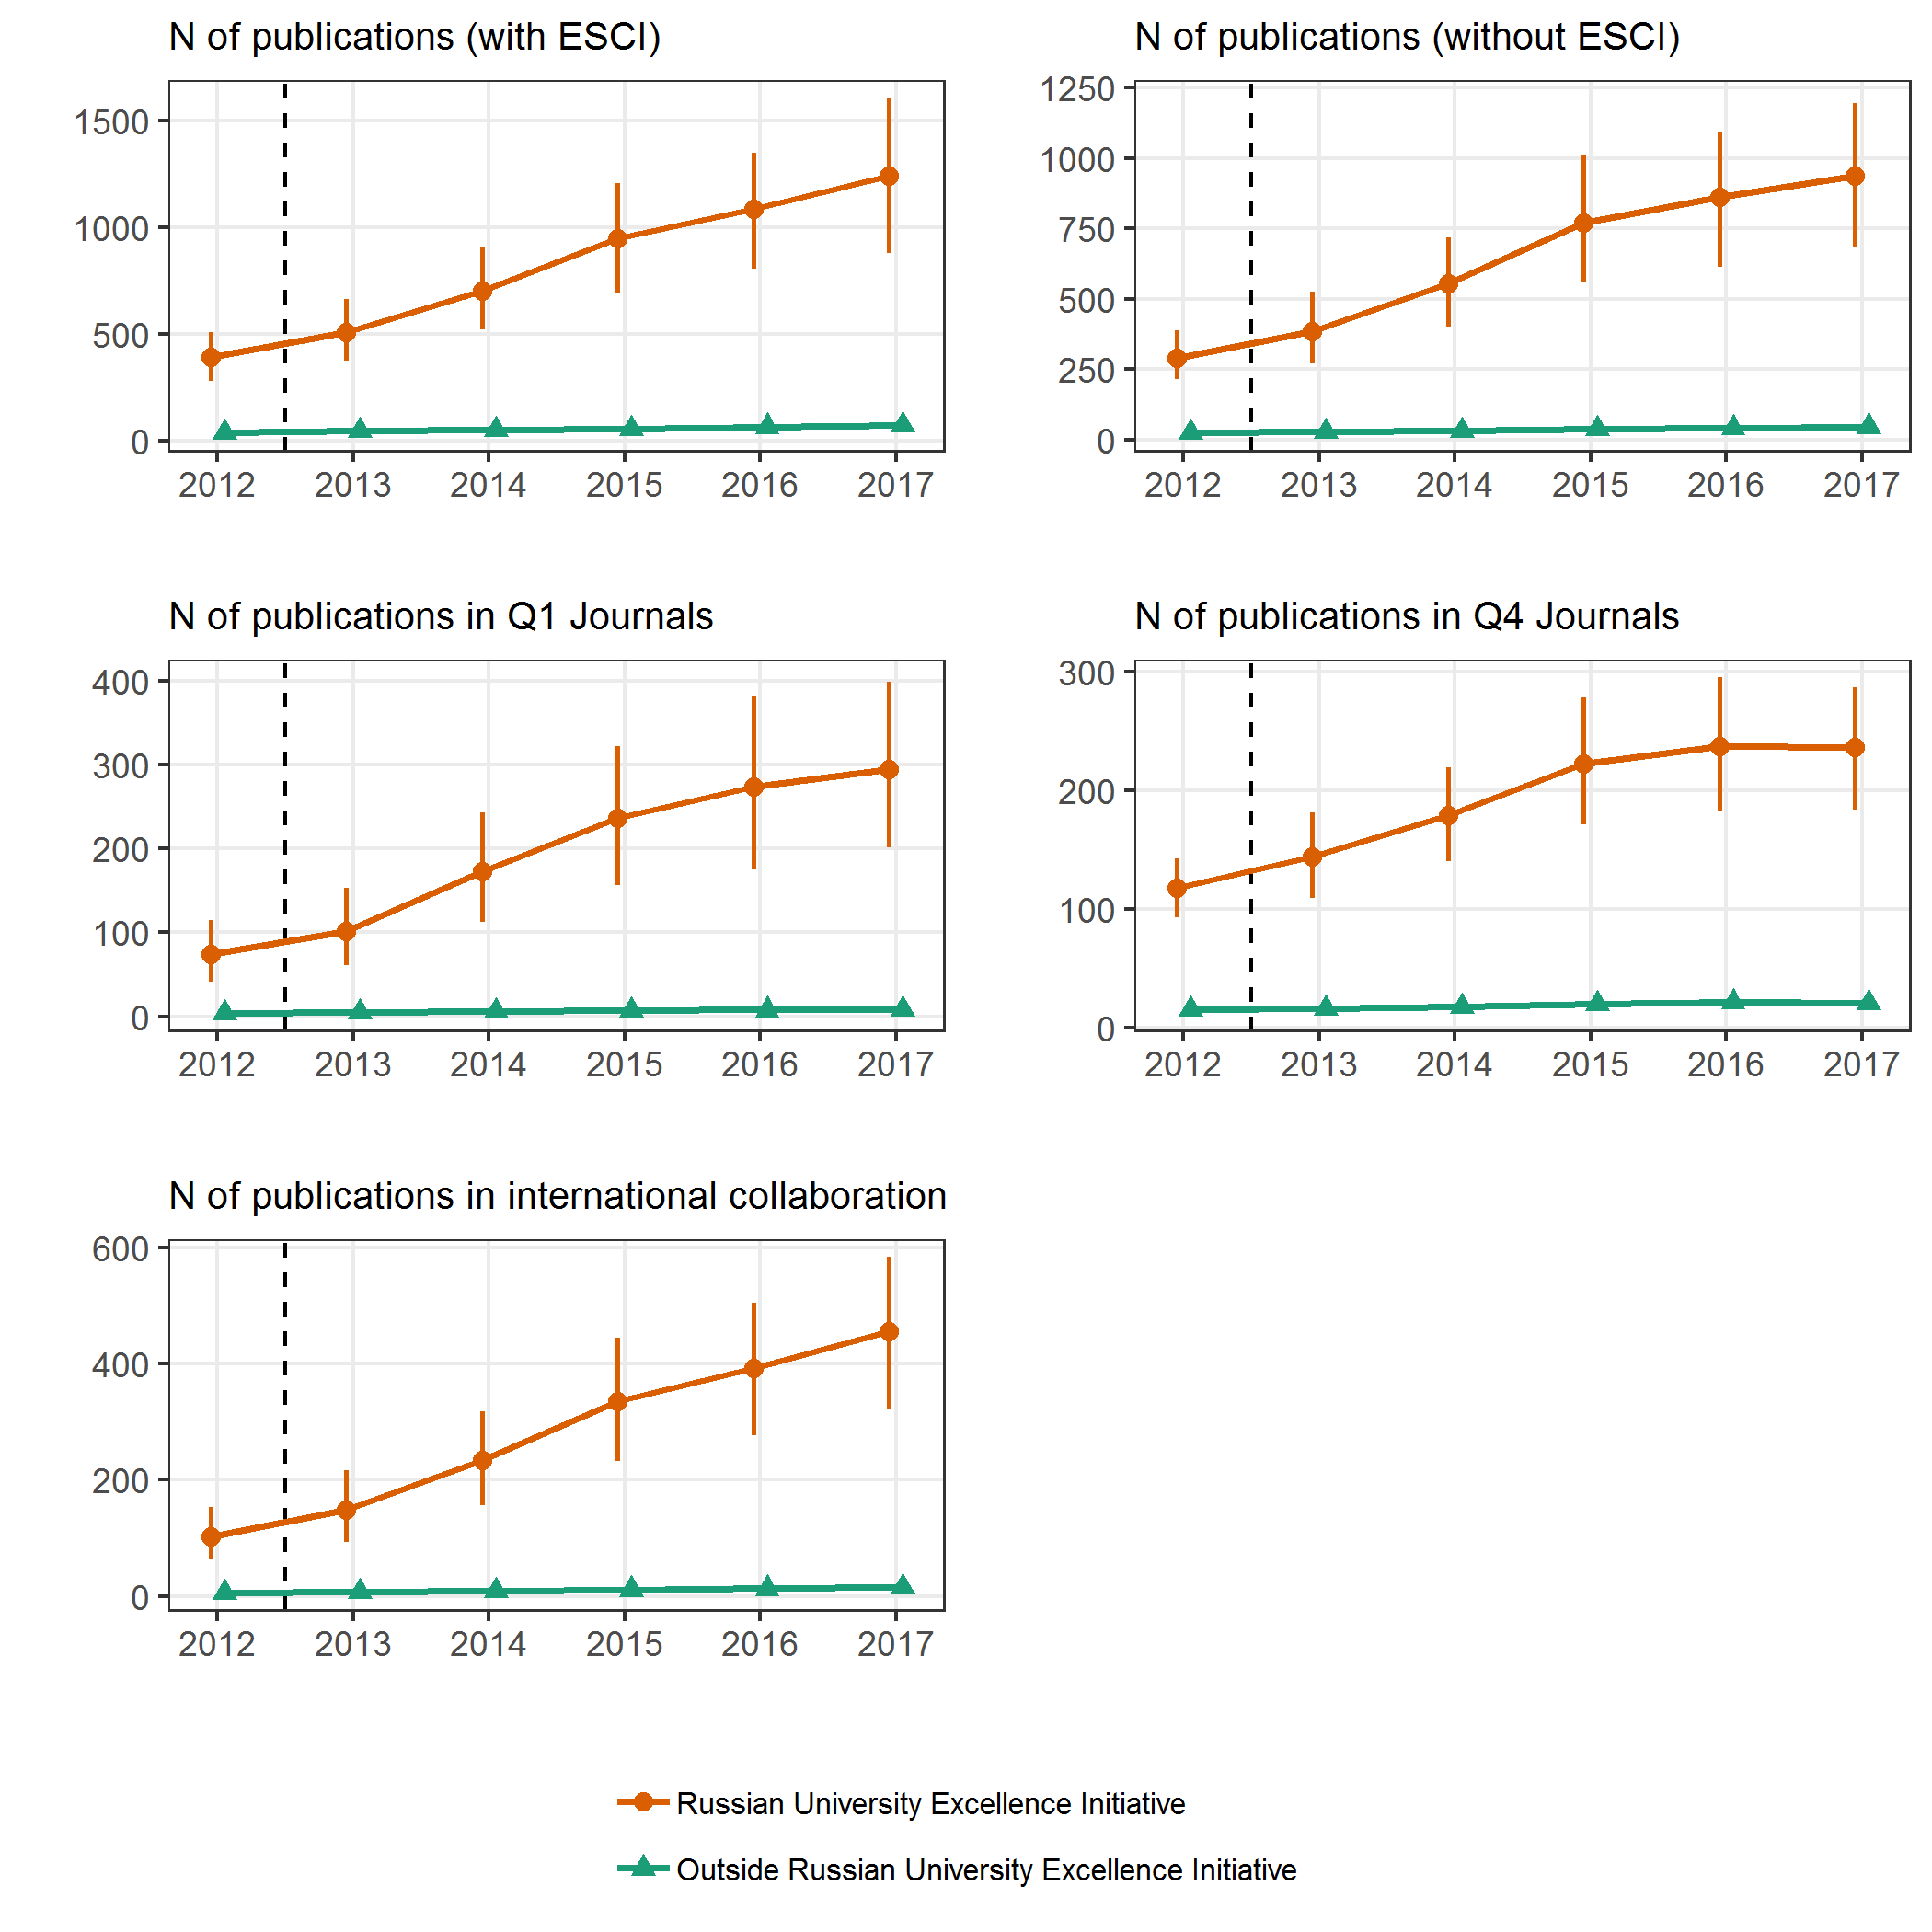 N of publications (with ESCI)
1500
1000
500
0
2012 2013 2014 2015 2016 2017
N of publications (without ESCI)
1250
1000
750
500
250
0
2012 2013 2014 2015 2016 2017
N of publications in Q1 Journals
400
300
200
100
0
2012 2013 2014 2015 2016 2017
N of publications in Q4 Journals
300
200
100
0
2012 2013 2014 2015 2016 2017
N of publications in international collaboration
600
400
200
0
2012 2013 2014 2015 2016 2017
Russian University Excellence Initiative
Outside Russian University Excellence Initiative